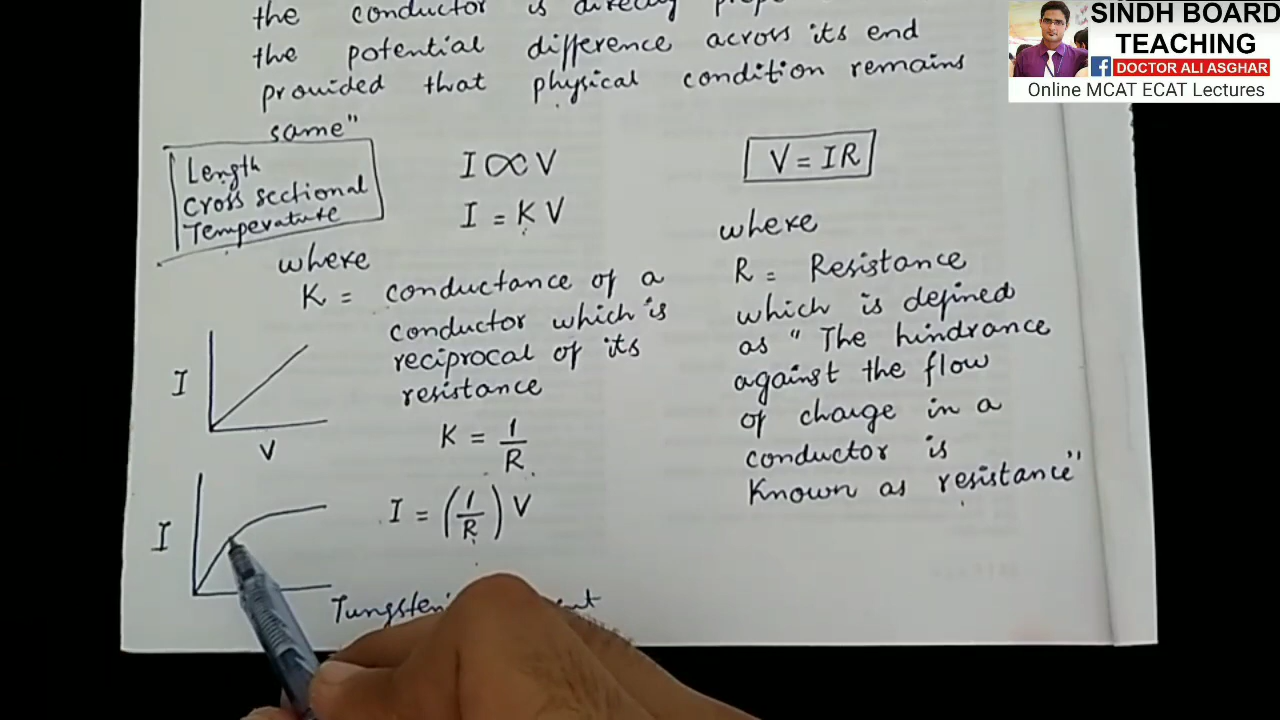 SINDH BOARD
TEACHING
DOCTOR ALI ASGHAR
Online MCAT ECAT Lectures
the conductor is directly
the potential difference across its end
provided that physical condition remains
same"
Length
Cross sectional
Temperature
I ∝ V
I = K V
where
K = conductance of a
conductor which is
reciprocal of its
resistance
K = 1/R
I = (1/R) V
I
V
I
Tungsten
V = IR
where
R = Resistance
which is defined
as "The hindrance
against the flow
of charge in a
conductor is
Known as resistance"